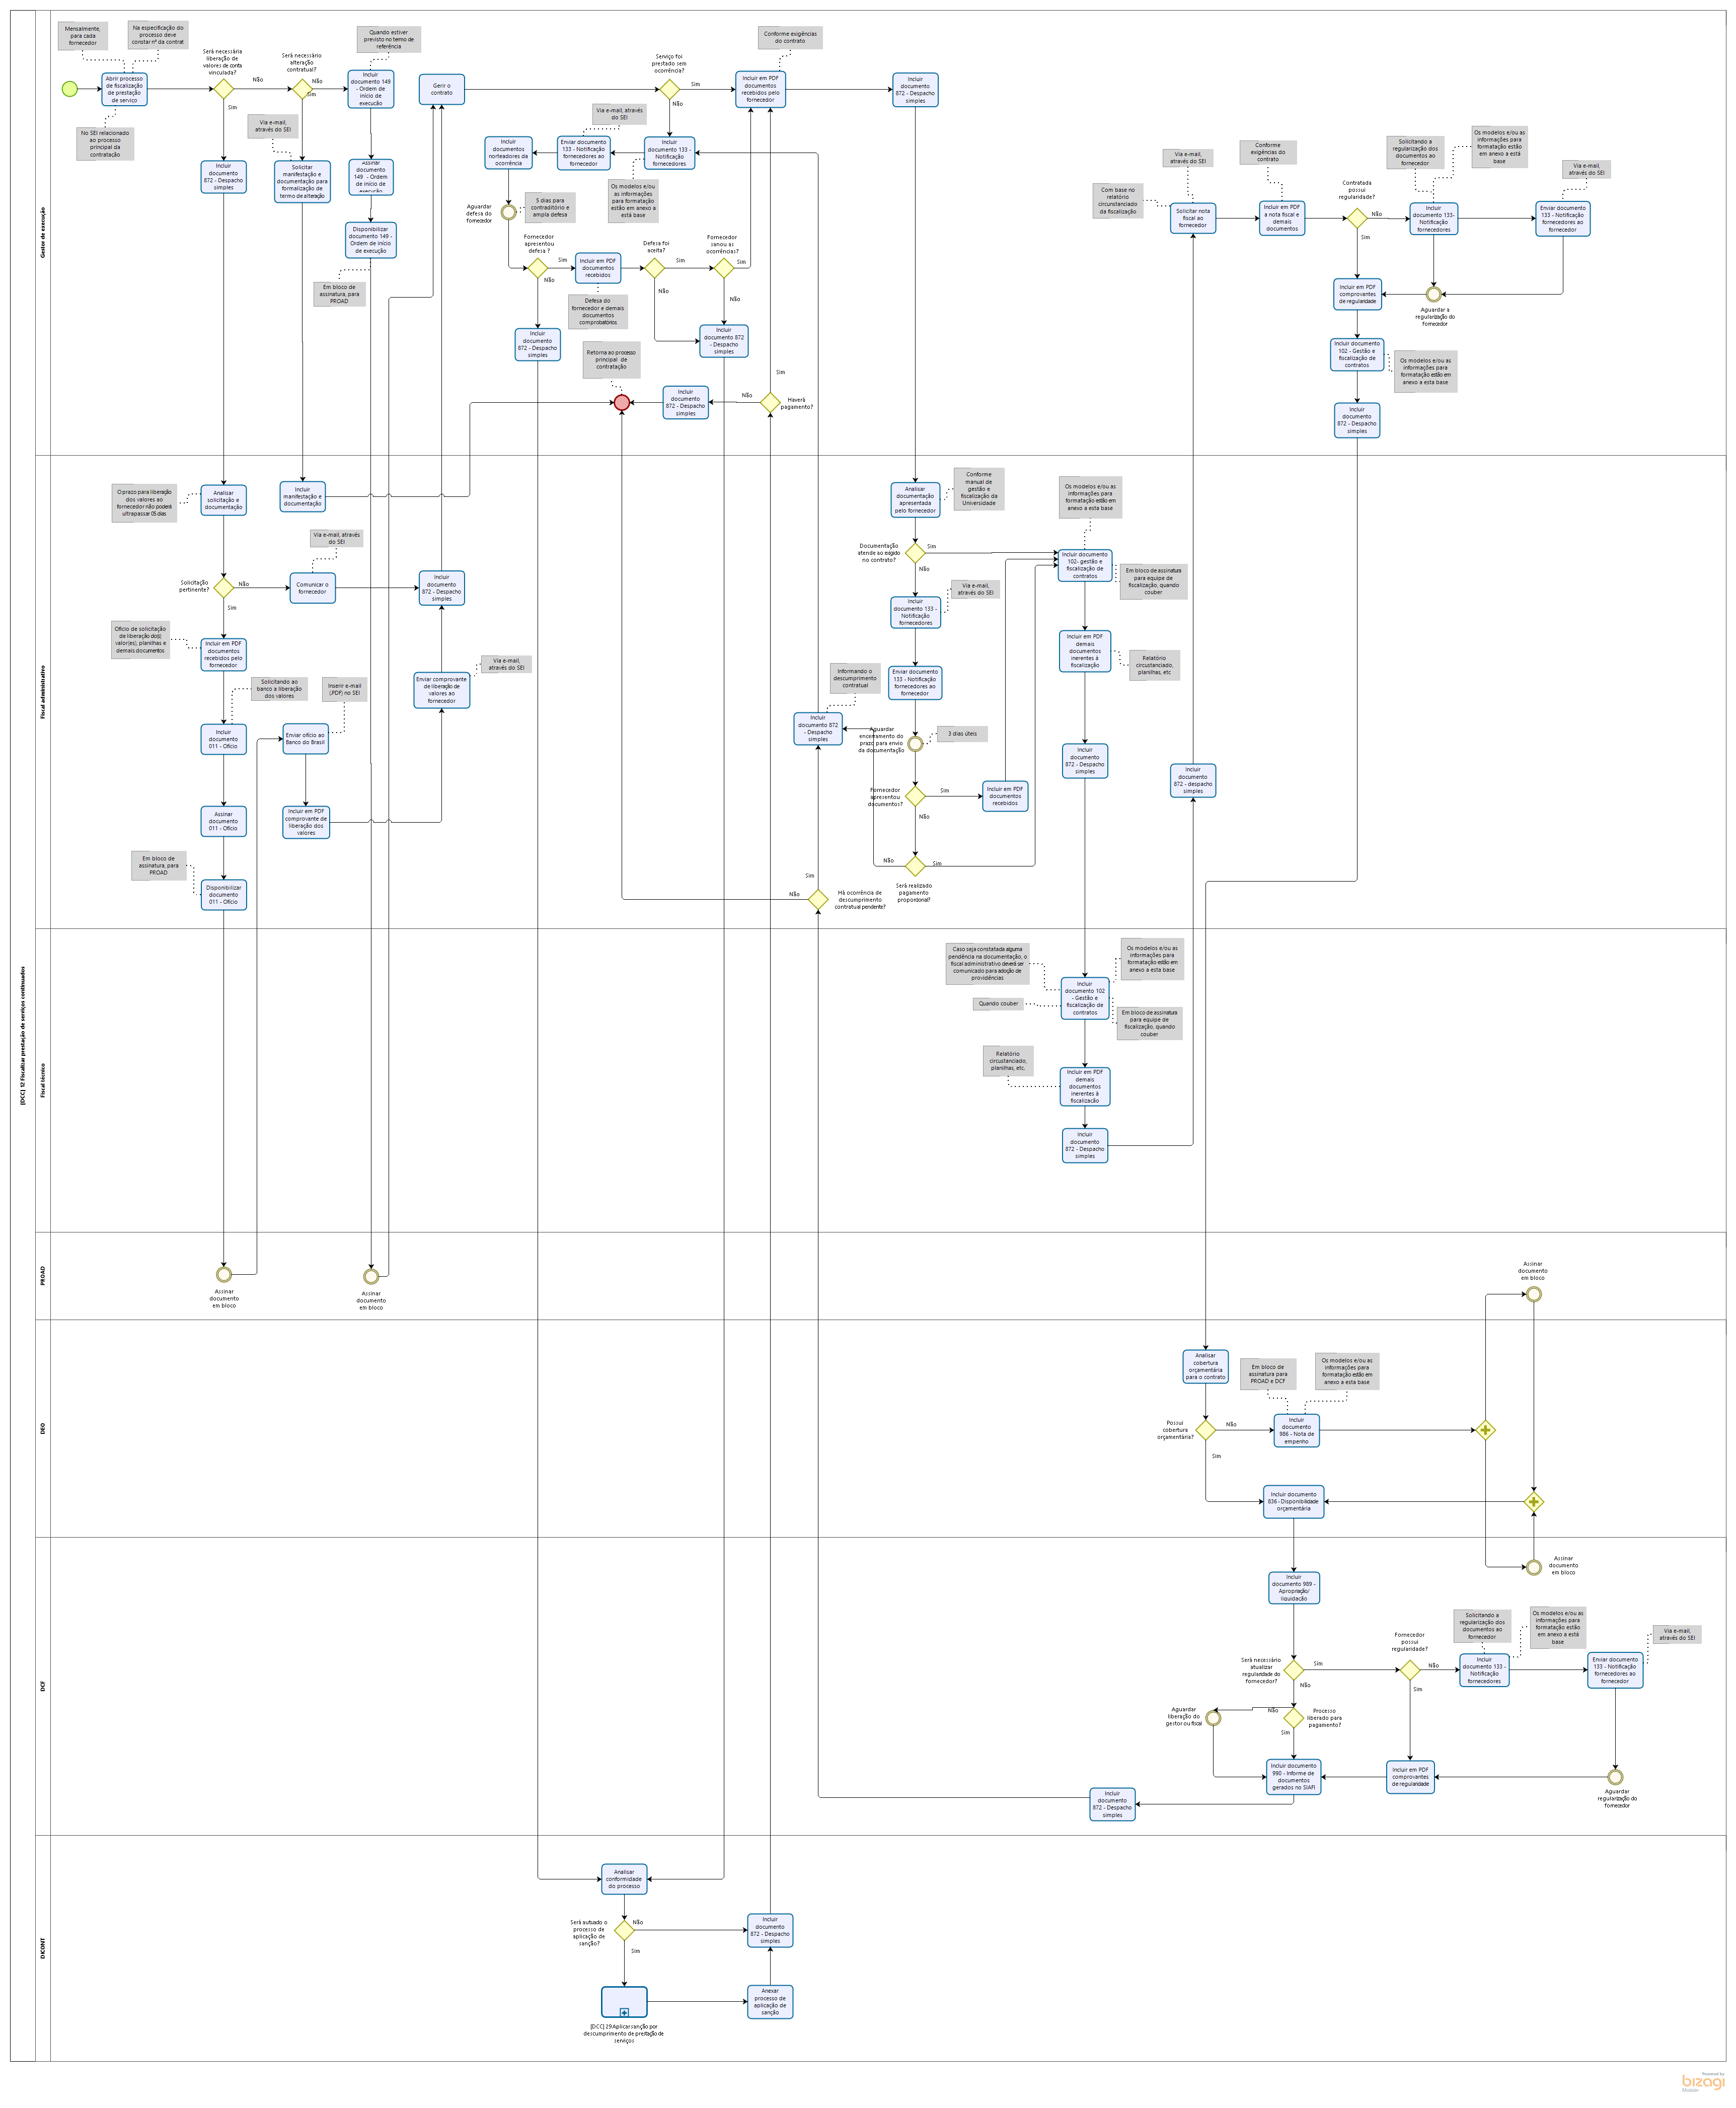 [DCC] 12 Fiscalizar prestação de serviços continuados
Gestor de execução
Mensalmente,
para cada
fornecedor
Na especificação do
processo deve
constar nº da contrat
Abrir processo
de fiscalização
de prestação
de serviço
No SEI relacionado
ao processo
principal da
contratação
Será necessária
liberação de
valores de conta
vinculada?
Não
Sim
Será necessário
alteração
contratual?
Não
Sim
Quando estiver
previsto no temo de
referência
Incluir
documento 149
- Ordem de
início de
execução
Gerir o
contrato
Serviço foi
prestado sem
ocorrência?
Sim
Não
Conforme exigências
do contrato
Incluir em PDF
documentos
recebidos pelo
fornecedor
Incluir
documento
872 - Despacho
simples
Via e-mail,
através do SEI
Incluir
documento
872 - Despacho
simples
Solicitar
manifestação e
documentação para
formalização de
termo de alteração
Assinar
documento
149 - Ordem
de início de
execução
Disponibilizar
documento 149 -
Ordem de início
de execução
Em bloco de
assinatura, para
PROAD
Incluir
documentos
norteadores da
ocorrência
Via e-mail, através
do SEI
Enviar documento
133 - Notificação
fornecedores ao
fornecedor
Incluir
documento 133 -
Notificação
fornecedores
Os modelos e/ou
as informações
para formatação
estão em anexo a
está base
Aguardar
defesa do
fornecedor
5 dias para
contraditório e
ampla defesa
Fornecedor
apresentou
defesa ?
Sim
Não
Incluir em PDF
documentos
recebidos
Defesa do
fornecedor e demais
documentos
comprobatórios
Defesa foi
aceita?
Sim
Não
Fornecedor
sanou as
ocorrências?
Sim
Não
Incluir
documento
872 - Despacho
simples
Incluir
documento 872
- Despacho
simples
Retorna ao processo
principal de
contratação
Incluir
documento
872 - Despacho
simples
Não
Sim
Haverá
pagamento?
Com base no
relatório
circunstanciado
da fiscalização
Via e-mail,
através do SEI
Solicitar nota
fiscal ao
fornecedor
Conforme
exigências do
contrato
Incluir em PDF
a nota fiscal e
demais
documentos
Contratada
possui
regularidade?
Não
Sim
Solicitando a
regularização dos
documentos ao
fornecedor
Os modelos e/ou as
informações para
formatação estão
em anexo a está
base
Incluir
documento 133-
Notificação
fornecedores
Via e-mail,
através do SEI
Enviar documento
133 - Notificação
fornecedores ao
fornecedor
Incluir em PDF
comprovantes
de regularidade
Aguardar a
regularização do
fornecedor
Incluir documento
102 - Gestão e
fiscalização de
contratos
Os modelos e/ou as
informações para
formatação estão em
anexo a esta base
Incluir
documento
872 - Despacho
simples
Fiscal administrativo
O prazo para liberação
dos valores ao
fornecedor não poderá
ultrapassar 05 dias
Analisar
solicitação e
documentação
Incluir
manifestação e
documentação
Via e-mail, através
do SEI
Solicitação
pertinente?
Não
Sim
Comunicar o
fornecedor
Incluir
documento
872 - Despacho
simples
Ofício de solicitação
de liberação do(s)
valor(es), planilhas e
demais documentos
Incluir em PDF
documentos
recebidos pelo
fornecedor
Solicitando ao
banco a liberação
dos valores
Inserir e-mail
(.PDF) no SEI
Via e-mail,
através do SEI
Enviar comprovante
de liberação de
valores ao
fornecedor
Incluir
documento
011 - Ofício
Enviar ofício ao
Banco do Brasil
Assinar
documento
011 - Ofício
Incluir em PDF
comprovante de
liberação dos
valores
Em bloco de
assinatura, para
PROAD
Disponibilizar
documento
011 - Ofício
Analisar
documentação
apresentada
pelo fornecedor
Conforme
manual de
gestão e
fiscalização da
Universidade
Os modelos e/ou as
informações para
formatação estão em
anexo a esta base
Documentação
atende ao exigido
no contrato?
Sim
Não
Incluir documento
102- gestão e
fiscalização de
contratos
Em bloco de assinatura
para equipe de
fiscalização, quando
couber
Via e-mail,
através do SEI
Incluir
documento 133 -
Notificação
fornecedores
Incluir em PDF
demais
documentos
inerentes à
fiscalização
Relatório
circustanciado,
planilhas, etc
Informando o
descumprimento
contratual
Enviar documento
133 - Notificação
fornecedores ao
fornecedor
Incluir
documento 872
- Despacho
simples
Aguardar
encerramento do
prazo para envio
da documentação
3 dias úteis
Incluir
documento
872 - Despacho
simples
Incluir
documento
872 - despacho
simples
Fornecedor
apresentou
documentos?
Sim
Não
Incluir em PDF
documentos
recebidos
Não
Sim
Será realizado
pagamento
proporcional?
Sim
Não
Há ocorrência de
descumprimento
contratual pendente?
Fiscal técnico
Caso seja constatada alguma
pendência na documentação, o
fiscal administrativo deverá ser
comunicado para adoção de
providências
Os modelos e/ou as
informações para
formatação estão em
anexo a esta base
Quando couber
Incluir
documento 102
- Gestão e
fiscalização de
contratos
Em bloco de assinatura
para equipe de
fiscalização, quando
couber
Relatório
circustanciado,
planilhas, etc.
Incluir em PDF
demais
documentos
inerentes à
fiscalização
Incluir
documento
872 - Despacho
simples
PROAD
Assinar
documento
em bloco
Assinar
documento
em bloco
Assinar
documento
em bloco
DEO
Analisar
cobertura
orçamentária
para o contrato
Em bloco de
assinatura para
PROAD e DCF
Os modelos e/ou as
informações para
formatação estão em
anexo a esta base
Possui
cobertura
orçamentária?
Não
Sim
Incluir
documento
986 - Nota de
empenho
Incluir documento
836 - Disponibilidade
orçamentária
DCF
Assinar
documento
em bloco
Incluir
documento 989 -
Apropriação/
liquidação
Será necessário
atualizar
regularidade do
fornecedor?
Sim
Não
Fornecedor
possui
regularidade?
Não
Sim
Solicitando a
regularização dos
documentos ao
fornecedor
Os modelos e/ou as
informações para
formatação estão
em anexo a está
base
Via e-mail,
através do SEI
Incluir
documento 133 -
Notificação
fornecedores
Enviar documento
133 - Notificação
fornecedores ao
fornecedor
Aguardar
liberação do
gestor ou fiscal
Não
Sim
Processo
liberado para
pagamento?
Incluir documento
990 - Informe de
documentos
gerados no SIAFI
Incluir em PDF
comprovantes
de regularidade
Aguardar
regularização do
fornecedor
Incluir
documento
872 - Despacho
simples
DICONT
Analisar
conformidade
do processo
Será autuado o
processo de
aplicação de
sanção?
Não
Sim
Incluir
documento
872 - Despacho
simples
Anexar
processo de
aplicação de
sanção
[DCC] 29 Aplicar sanção por
descumprimento de prestação de
serviços
Powered by
bizagi
Modeler